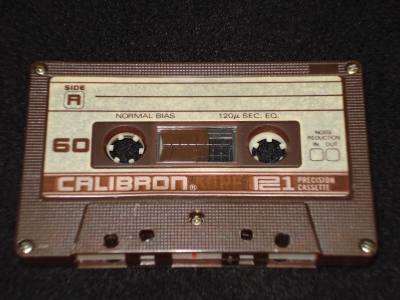 SIDE
A
NORMAL BIAS 120µ SEC. EQ.
60
NOISE
REDUCTION
IN OUT
CALIBRON®
PRECISION
CASSETTE